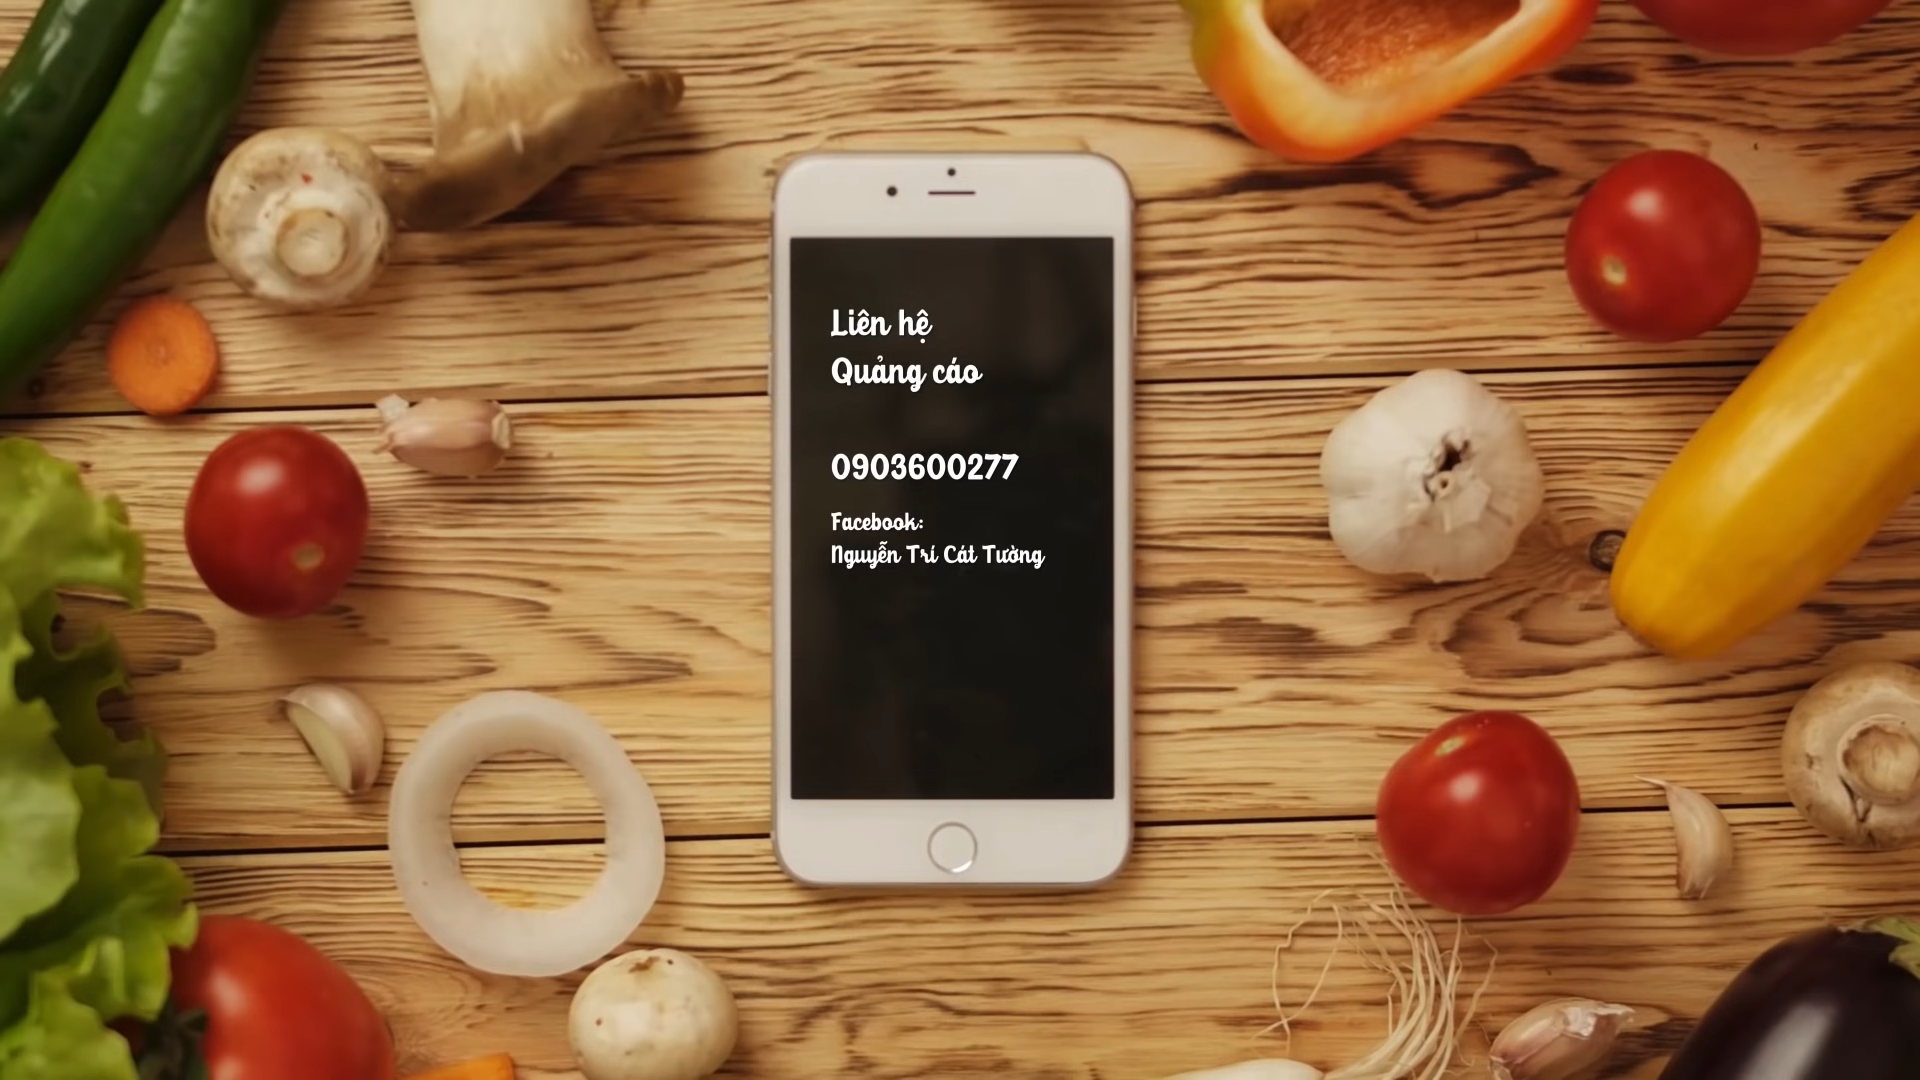 Liên hệ
Quảng cáo
0903600277
Facebook:
Nguyễn Trí Cát Tường